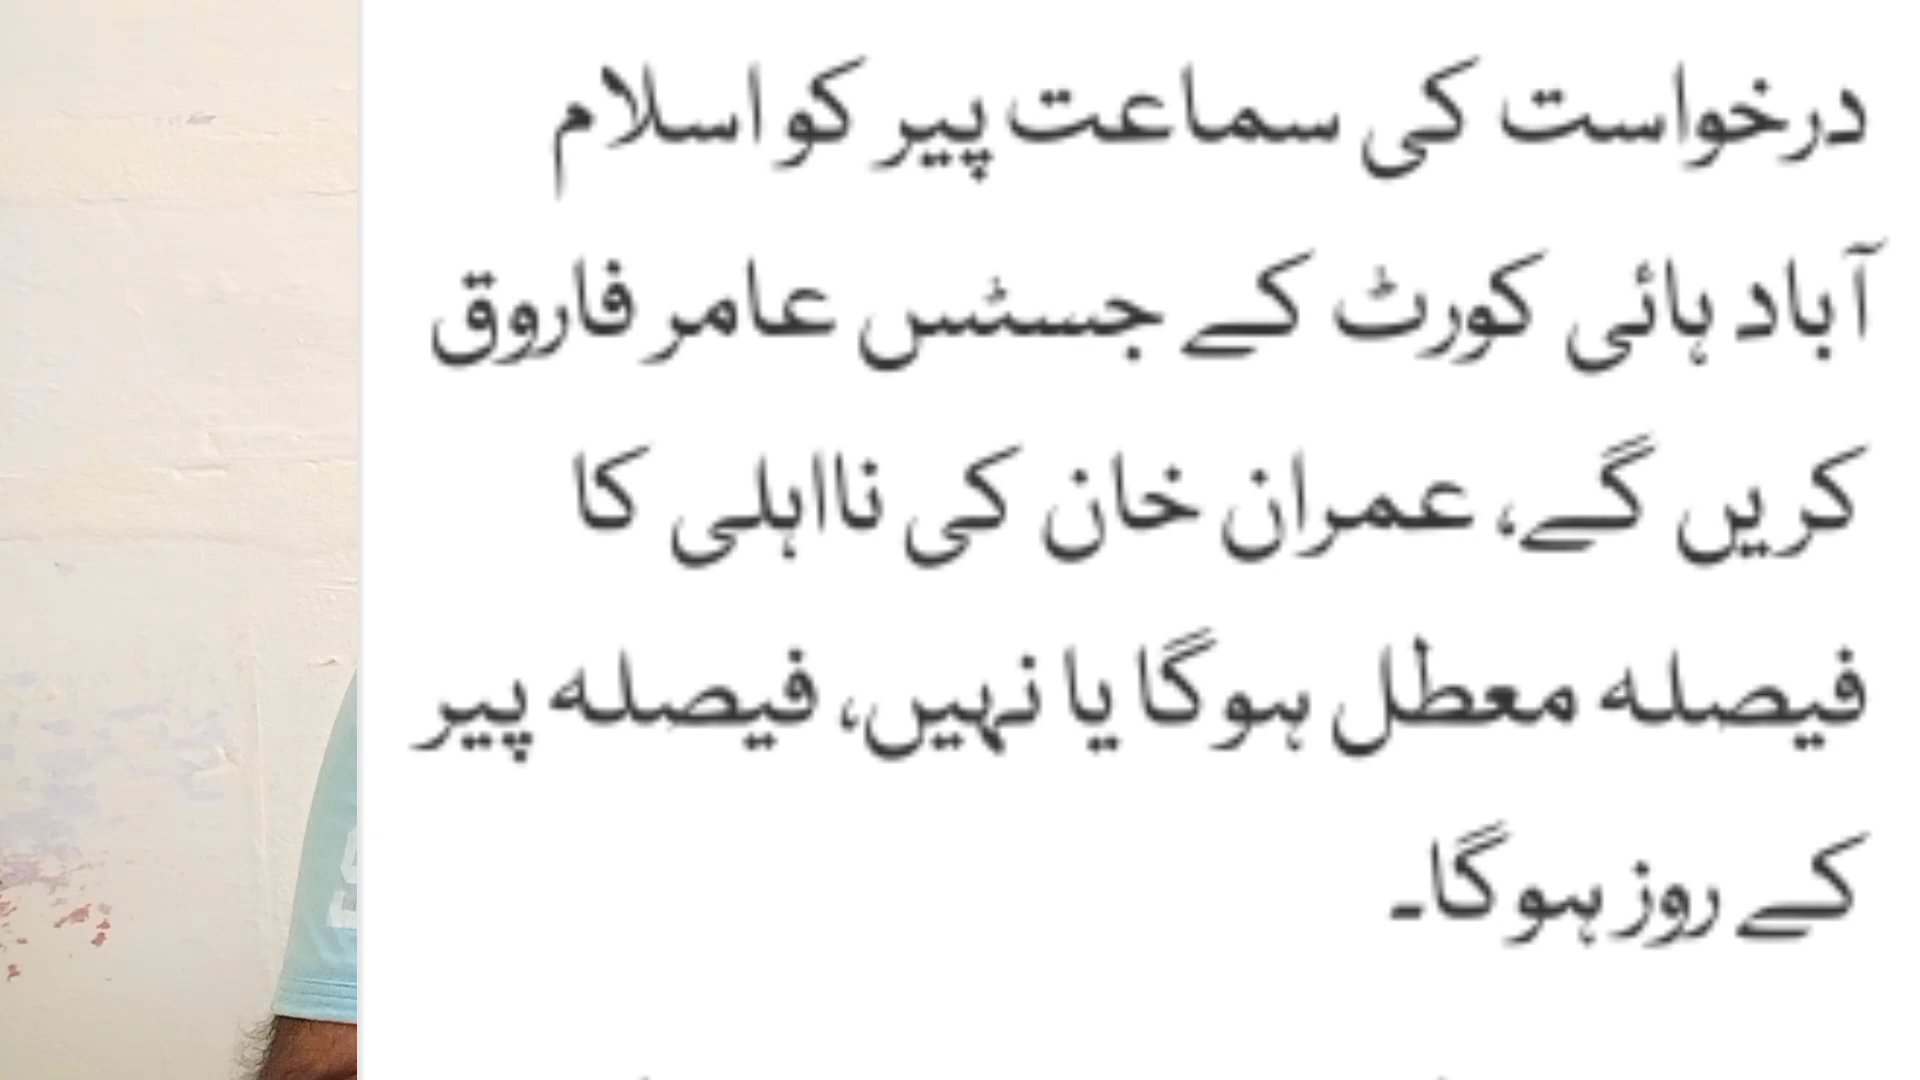 درخواست کی سماعت پیر کو اسلام
آباد ہائی کورٹ کے جسٹس عامر فاروق
کریں گے، عمران خان کی نااہلی کا
فیصلہ معطل ہوگا یا نہیں، فیصلہ پیر
کے روز ہوگا۔